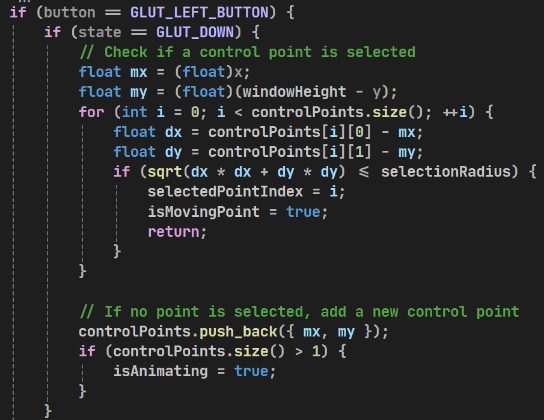 if (button == GLUT_LEFT_BUTTON) {
if (state == GLUT_DOWN) {
// Check if a control point is selected
float mx = (float)x;
float my = (float)(windowHeight - y);
for (int i = 0; i < controlPoints.size(); ++i) {
float dx = controlPoints[i][0] - mx;
float dy = controlPoints[i][1] - my;
if (sqrt(dx * dx + dy * dy) <= selectionRadius) {
selectedPointIndex = i;
isMovingPoint = true;
return;
}
}
// If no point is selected, add a new control point
controlPoints.push_back({ mx, my });
if (controlPoints.size() > 1) {
isAnimating = true;
}
}